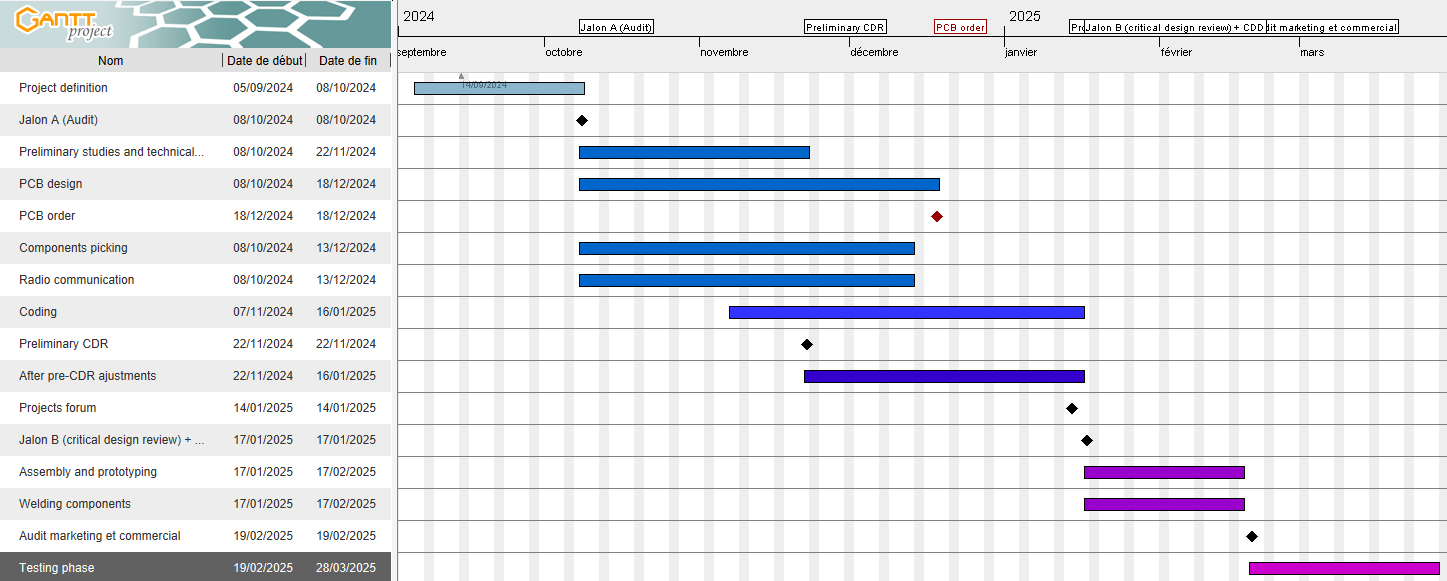 GANTT
project
2024
2025
Jalon A (Audit)
Preliminary CDR
PCB order
Pr
Jalon B (critical design review) + CDD
dit marketing et commercial
septembre
octobre
novembre
décembre
janvier
février
mars
Nom
Date de début
Date de fin
14/09/2024
Project definition 05/09/2024 08/10/2024
Jalon A (Audit) 08/10/2024 08/10/2024
Preliminary studies and technical... 08/10/2024 22/11/2024
PCB design 08/10/2024 18/12/2024
PCB order 18/12/2024 18/12/2024
Components picking 08/10/2024 13/12/2024
Radio communication 08/10/2024 13/12/2024
Coding 07/11/2024 16/01/2025
Preliminary CDR 22/11/2024 22/11/2024
After pre-CDR ajustments 22/11/2024 16/01/2025
Projects forum 14/01/2025 14/01/2025
Jalon B (critical design review) + ... 17/01/2025 17/01/2025
Assembly and prototyping 17/01/2025 17/02/2025
Welding components 17/01/2025 17/02/2025
Audit marketing et commercial 19/02/2025 19/02/2025
Testing phase 19/02/2025 28/03/2025